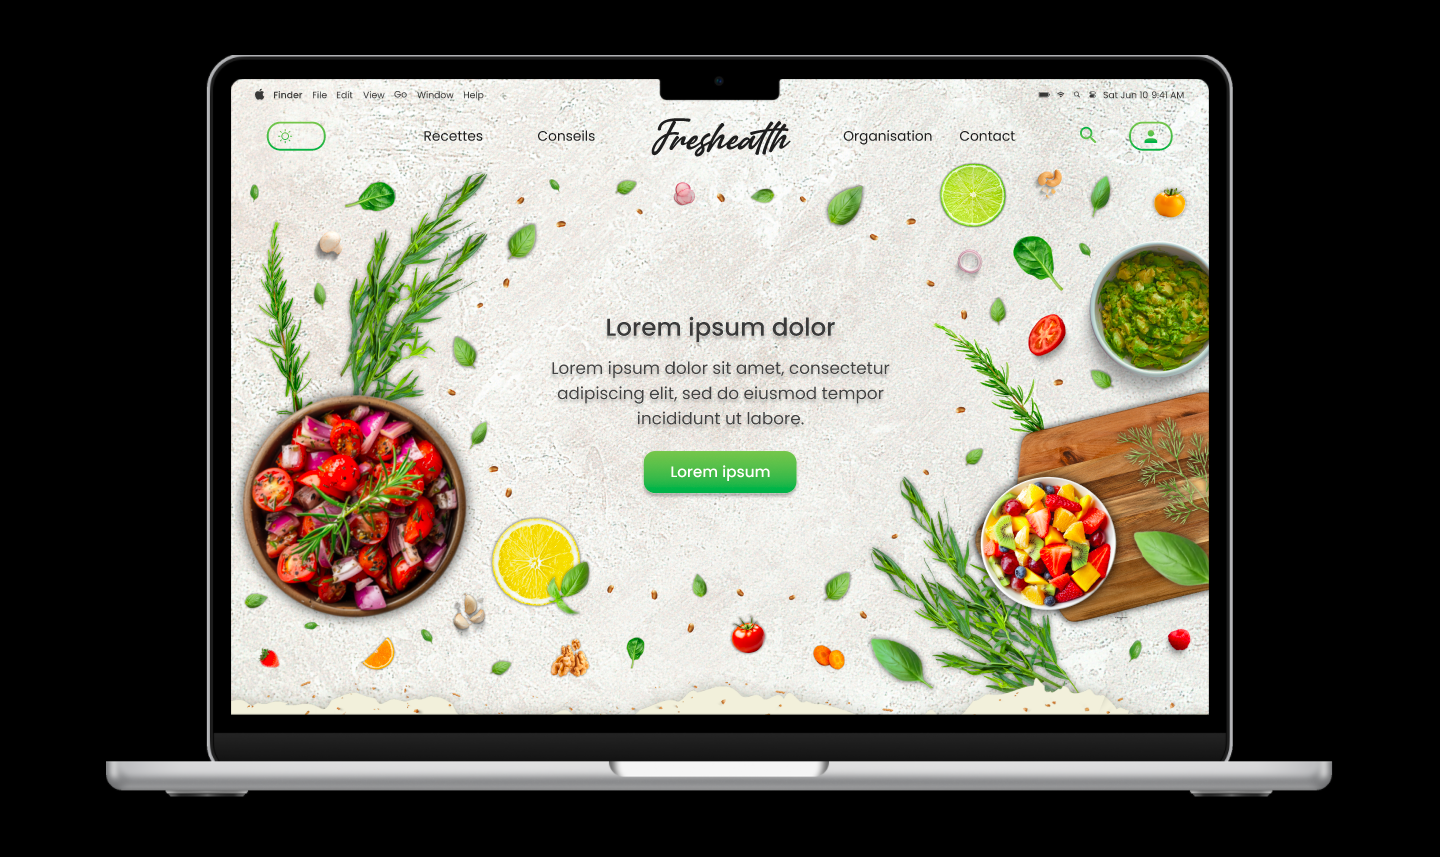 Finder File Edit View Go Window Help
Sat Jun 10 9:41 AM
Recettes Conseils Fresheatth Organisation Contact
Lorem ipsum dolor
Lorem ipsum dolor sit amet, consectetur
adipiscing elit, sed do eiusmod tempor
incididunt ut labore.
Lorem ipsum